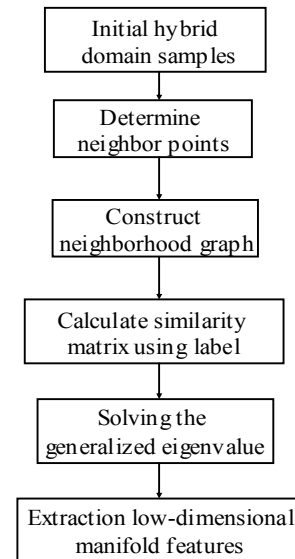 Initial hybrid
domain samples
Determine
neighbor points
Construct
neighborhood graph
Calculate similarity
matrix using label
Solving the
generalized eigenvalue
Extraction low-dimensional
manifold features